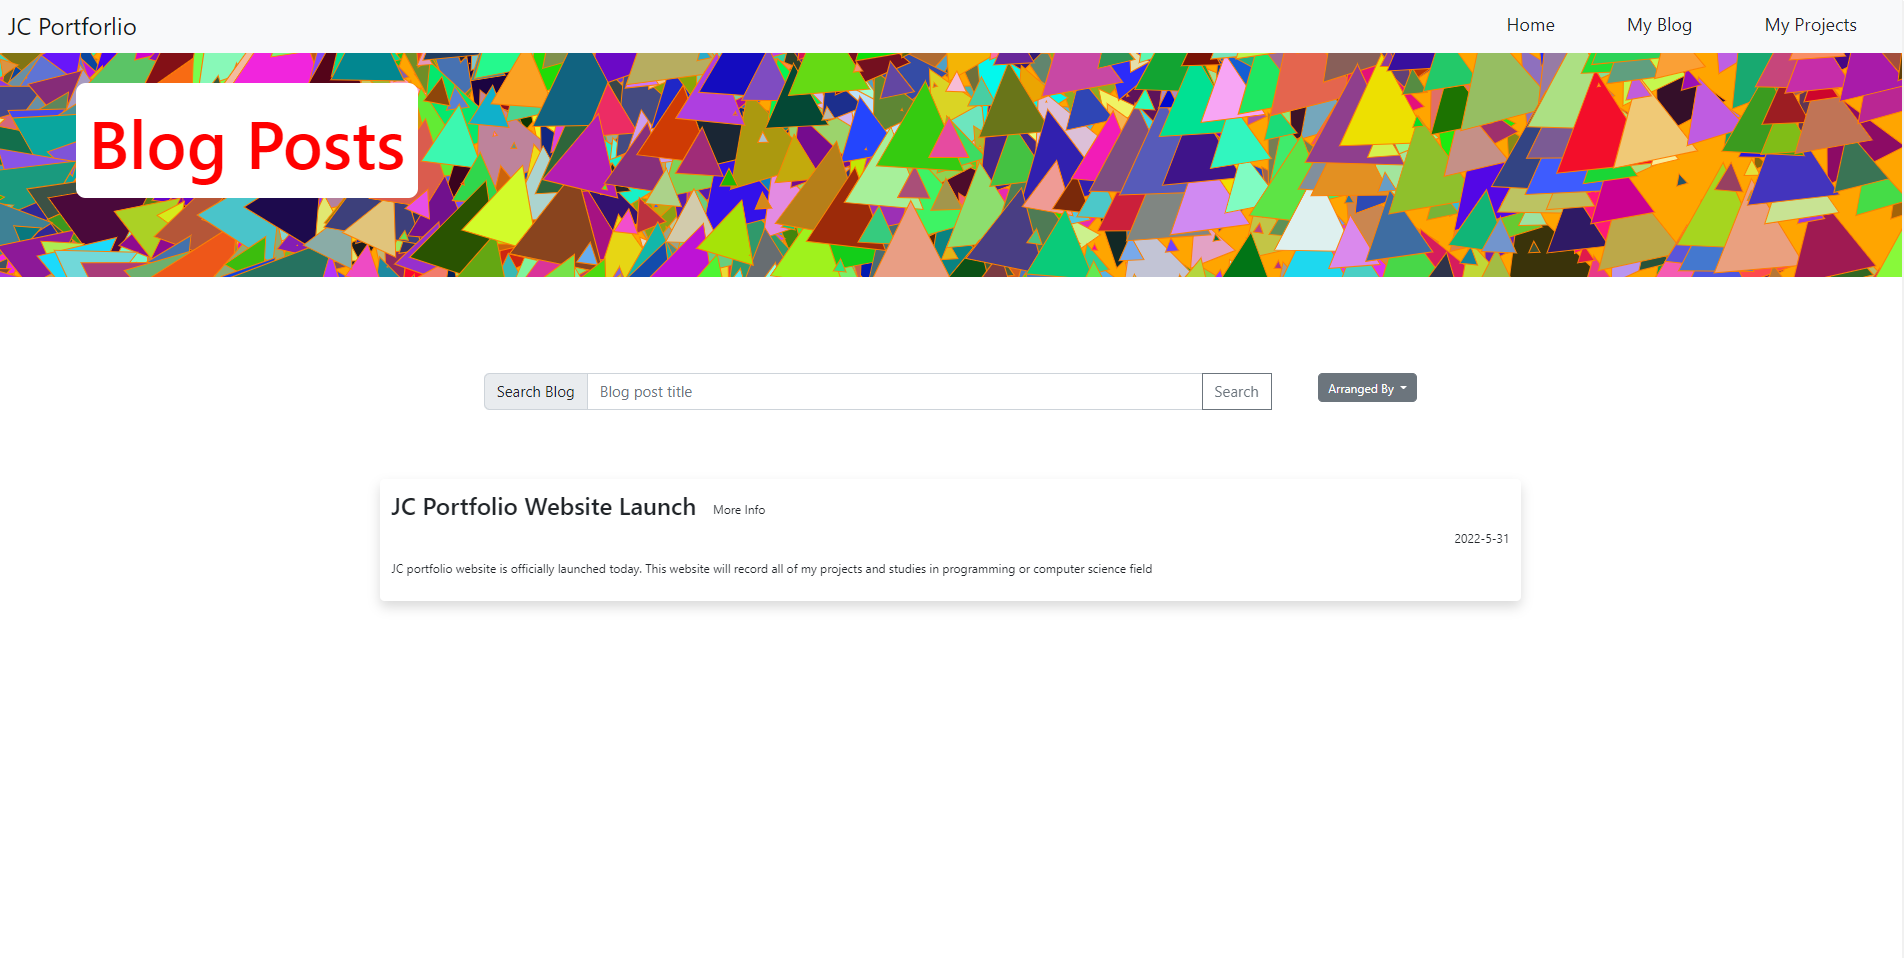 JC Portforlio
Home
My Blog
My Projects
Blog Posts
Search Blog
Blog post title
Search
Arranged By
JC Portfolio Website Launch
More Info
2022-5-31
JC portfolio website is officially launched today. This website will record all of my projects and studies in programming or computer science field